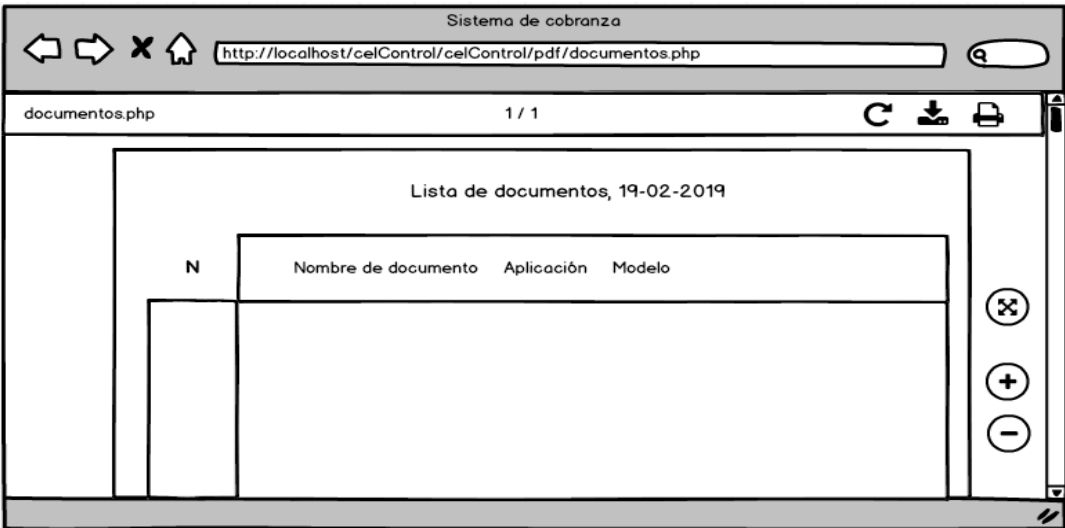 Sistema de cobranza
http://localhost/celControl/celControl/pdf/documentos.php
documentos.php 1 / 1
Lista de documentos, 19-02-2019
N Nombre de documento Aplicación Modelo